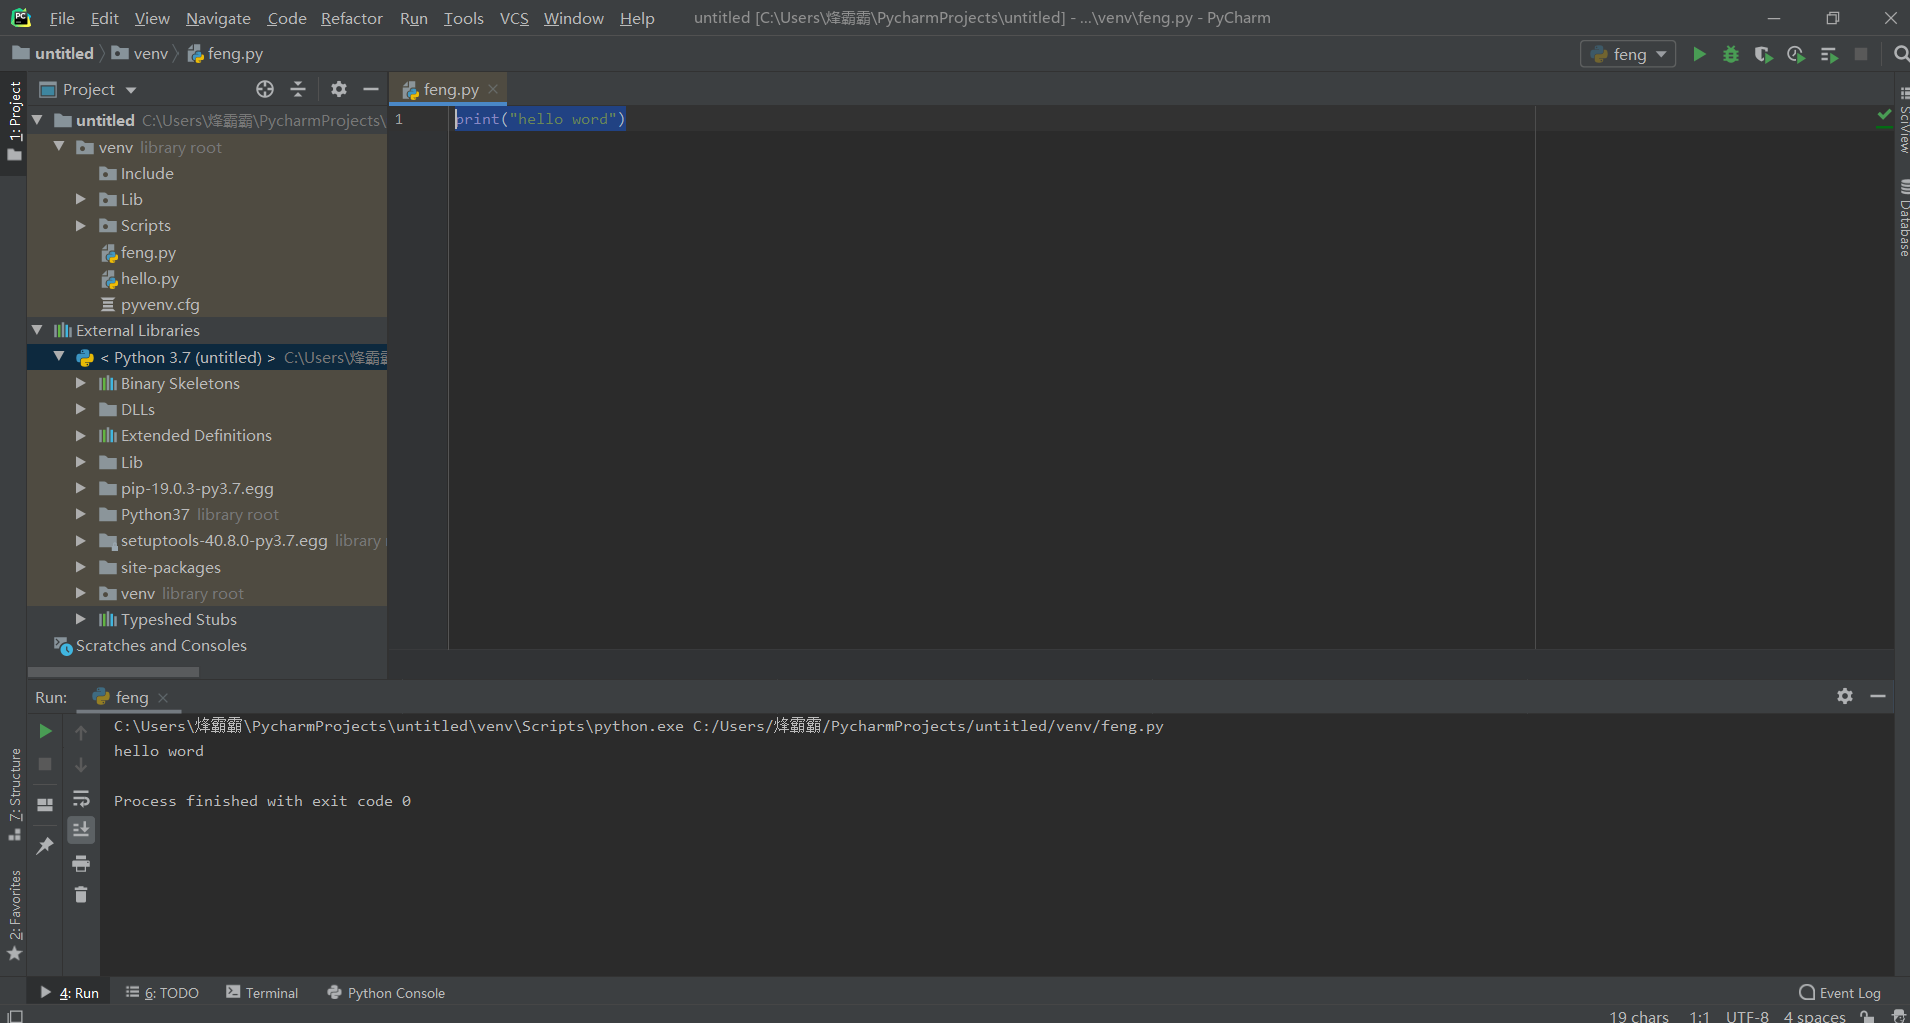 File Edit View Navigate Code Refactor Run Tools VCS Window Help untitled [C:\Users\烽霸霸\PycharmProjects\untitled] - ...\venv\feng.py - PyCharm
untitled venv feng.py feng
1: Project
Project
feng.py
untitled C:\Users\烽霸霸\PycharmProjects\
1 print("hello word")
venv library root
Include
Lib
Scripts
feng.py
hello.py
pyvenv.cfg
External Libraries
< Python 3.7 (untitled) > C:\Users\烽霸霸
Binary Skeletons
DLLs
Extended Definitions
Lib
pip-19.0.3-py3.7.egg
Python37 library root
setuptools-40.8.0-py3.7.egg library
site-packages
venv library root
Typeshed Stubs
Scratches and Consoles
SciView
Database
Run: feng
C:\Users\烽霸霸\PycharmProjects\untitled\venv\Scripts\python.exe C:/Users/烽霸霸/PycharmProjects/untitled/venv/feng.py
hello word
Process finished with exit code 0
7: Structure
2: Favorites
4: Run 6: TODO Terminal Python Console Event Log
19 chars 1:1 UTF-8 4 spaces